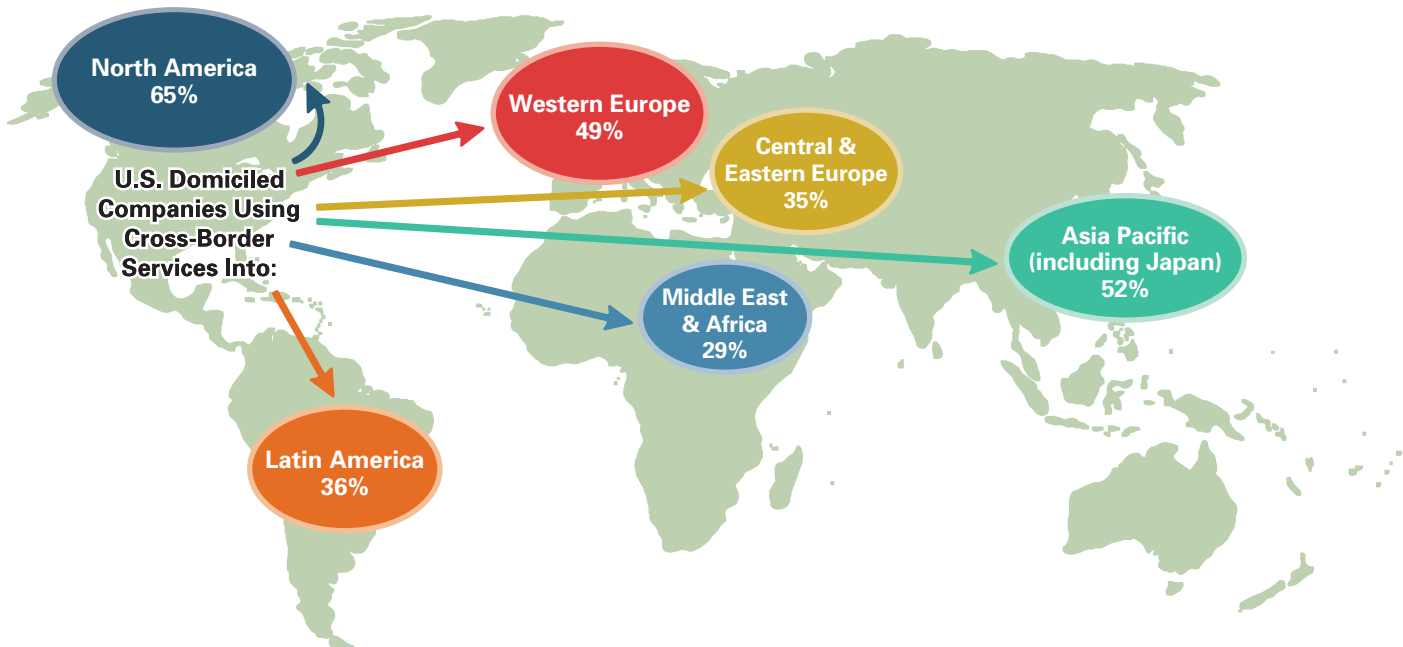 North America
65%
Western Europe
49%
Central &
Eastern Europe
35%
U.S. Domiciled
Companies Using
Cross-Border
Services Into:
Asia Pacific
(including Japan)
52%
Middle East
& Africa
29%
Latin America
36%